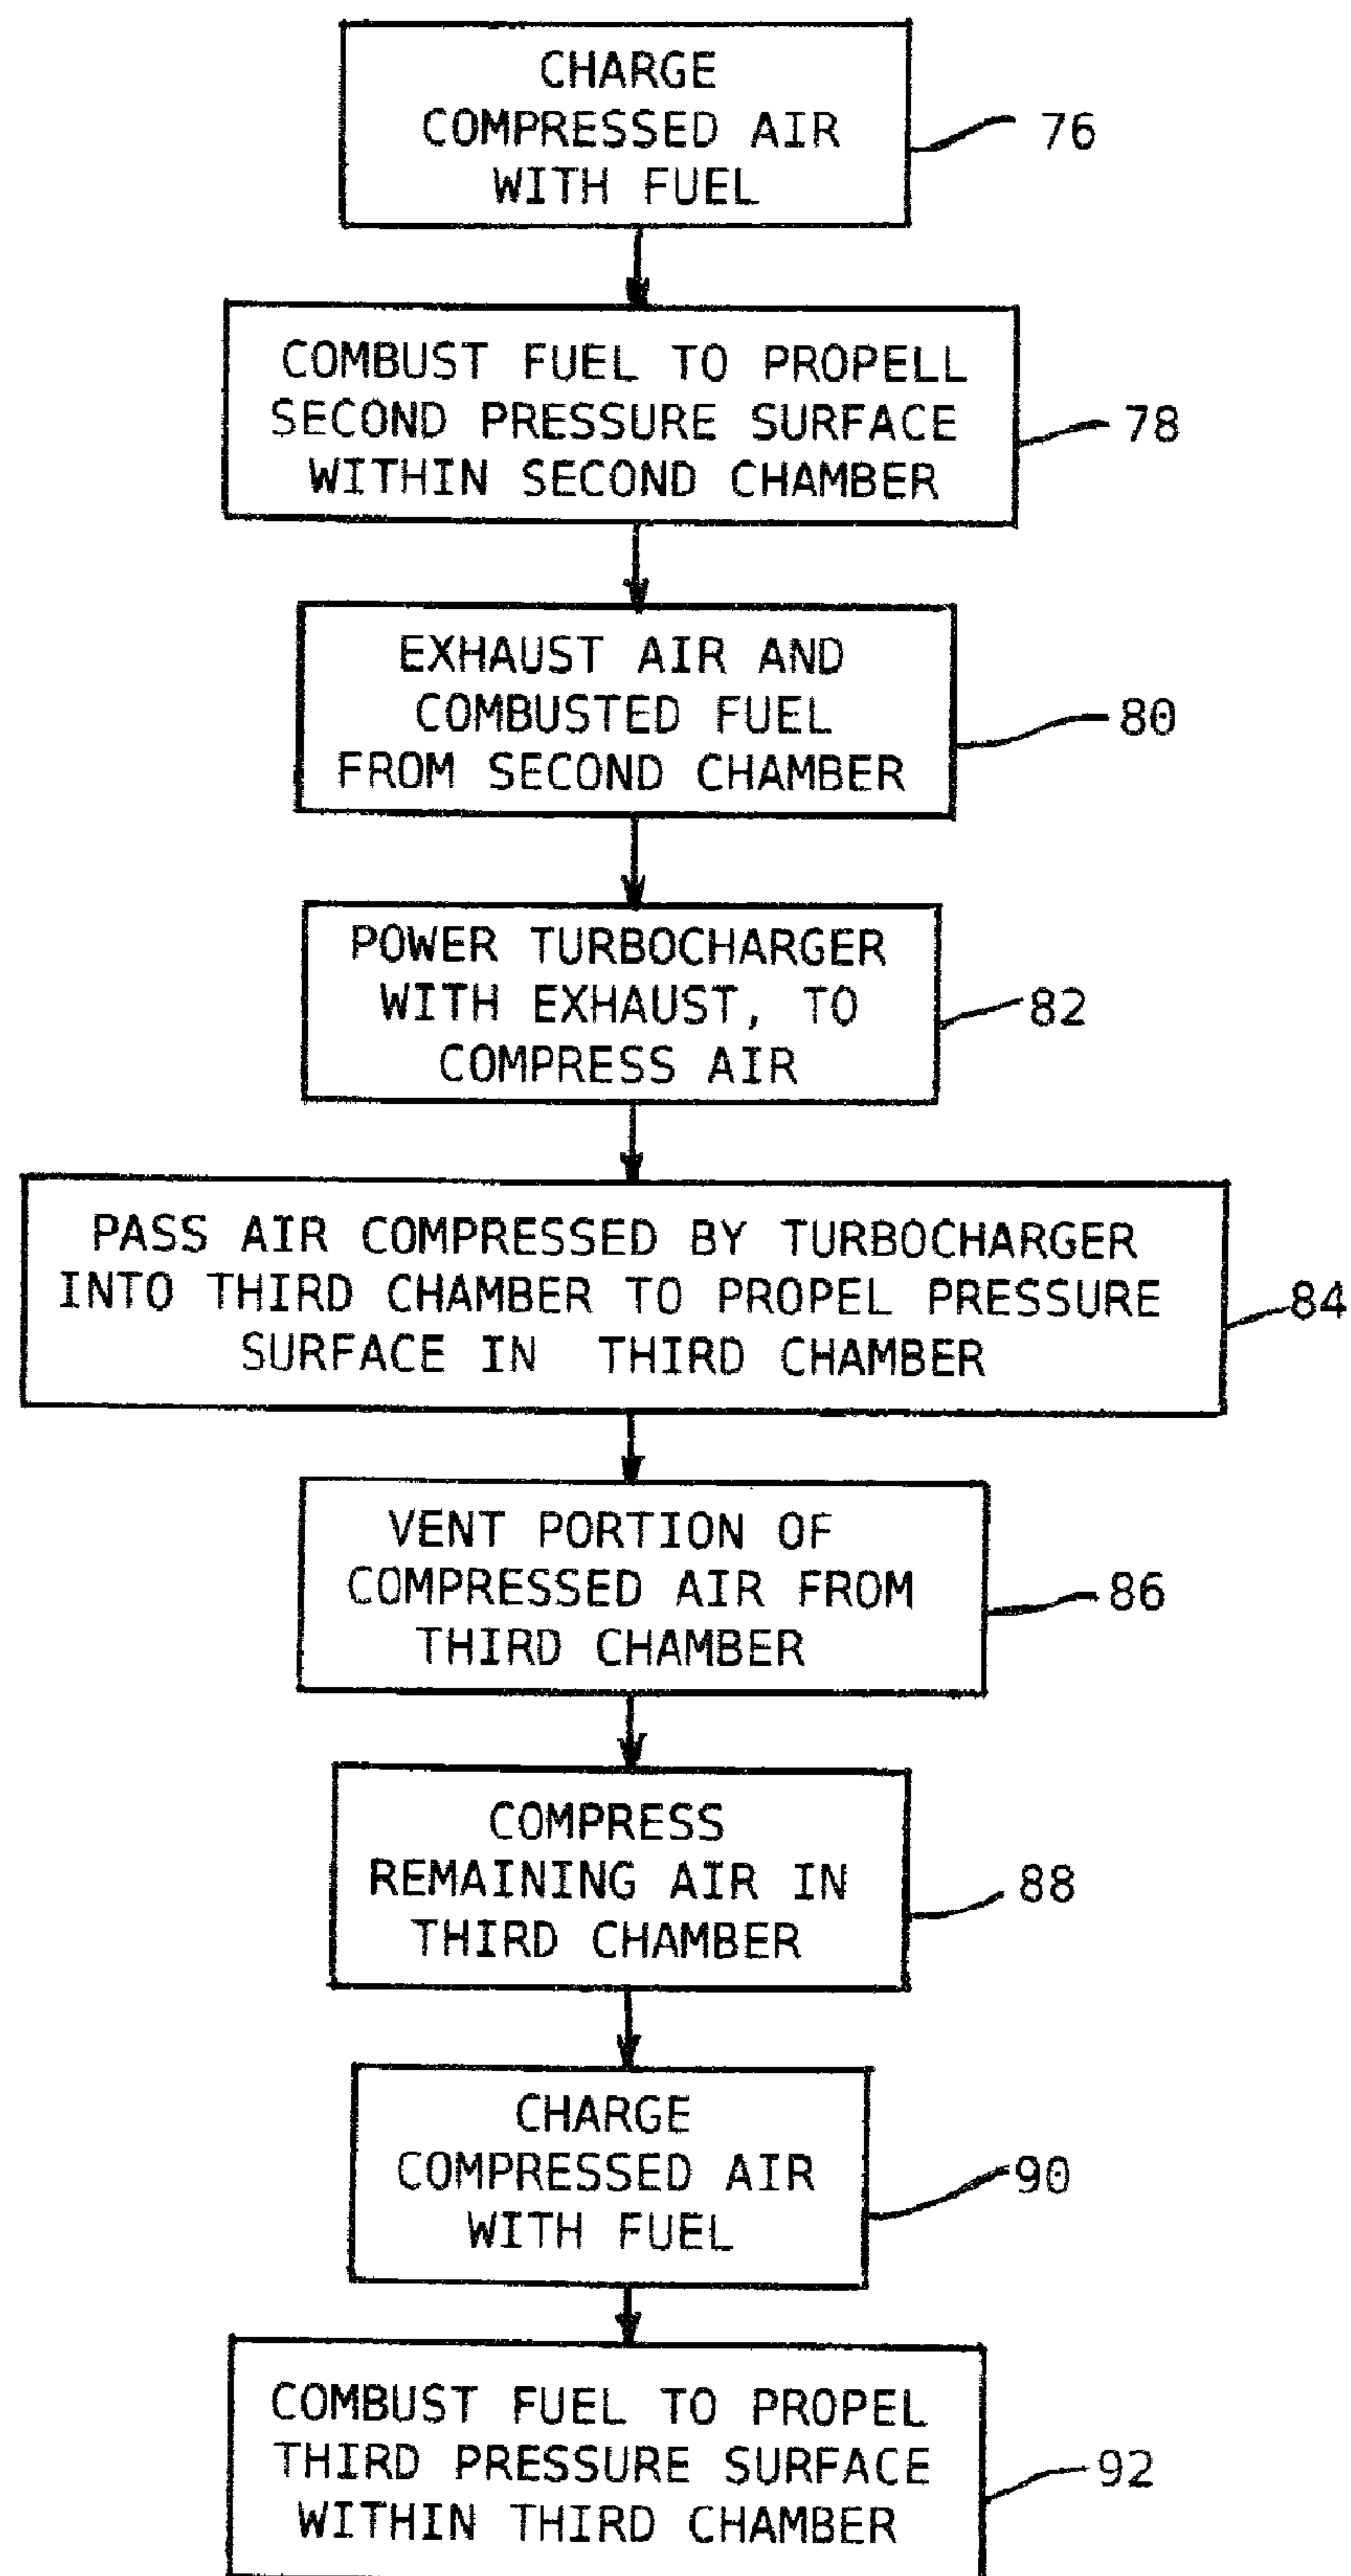 CHARGE
COMPRESSED AIR
WITH FUEL
76
COMBUST FUEL TO PROPELL
SECOND PRESSURE SURFACE
WITHIN SECOND CHAMBER
78
EXHAUST AIR AND
COMBUSTED FUEL
FROM SECOND CHAMBER
80
POWER TURBOCHARGER
WITH EXHAUST, TO
COMPRESS AIR
82
PASS AIR COMPRESSED BY TURBOCHARGER
INTO THIRD CHAMBER TO PROPEL PRESSURE
SURFACE IN THIRD CHAMBER
84
VENT PORTION OF
COMPRESSED AIR FROM
THIRD CHAMBER
86
COMPRESS
REMAINING AIR IN
THIRD CHAMBER
88
CHARGE
COMPRESSED AIR
WITH FUEL
90
COMBUST FUEL TO PROPEL
THIRD PRESSURE SURFACE
WITHIN THIRD CHAMBER
92